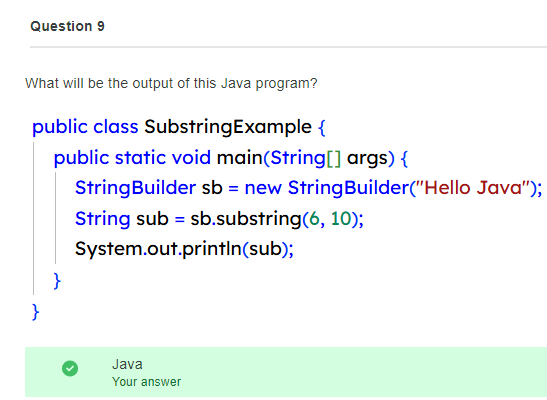 Question 9
What will be the output of this Java program?
public class SubstringExample {
public static void main(String[] args) {
StringBuilder sb = new StringBuilder("Hello Java");
String sub = sb.substring(6, 10);
System.out.println(sub);
}
}
Java
Your answer